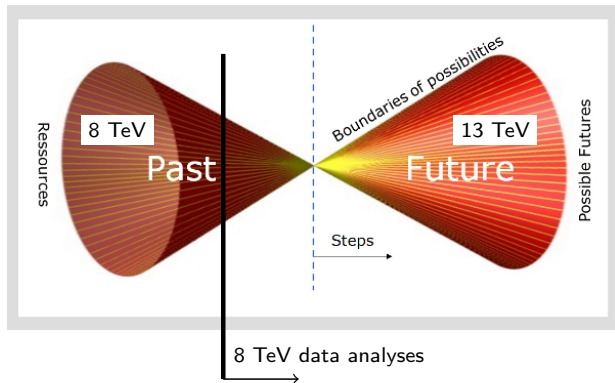 Boundaries of possibilities
8 TeV
13 TeV
Ressources
Past
Future
Possible Futures
Steps
8 TeV data analyses